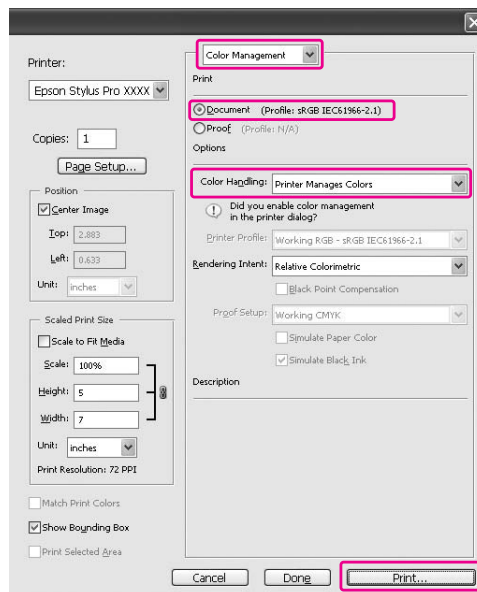 Printer:
Epson Stylus Pro XXXX
Copies: 1
Page Setup...
Position
Center Image
Top: 2.883
Left: 0.633
Unit: inches
Scaled Print Size
Scale to Fit Media
Scale: 100%
Height: 5
Width: 7
Unit: inches
Print Resolution: 72 PPI
Match Print Colors
Show Bounding Box
Print Selected Area
Color Management
Print
Document (Profile: sRGB IEC61966-2.1)
Proof (Profile: N/A)
Options
Color Handling: Printer Manages Colors
Did you enable color management
in the printer dialog?
Printer Profile: Working RGB - sRGB IEC61966-2.1
Rendering Intent: Relative Colorimetric
Black Point Compensation
Proof Setup: Working CMYK
Simulate Paper Color
Simulate Black Ink
Description
Cancel Done Print...